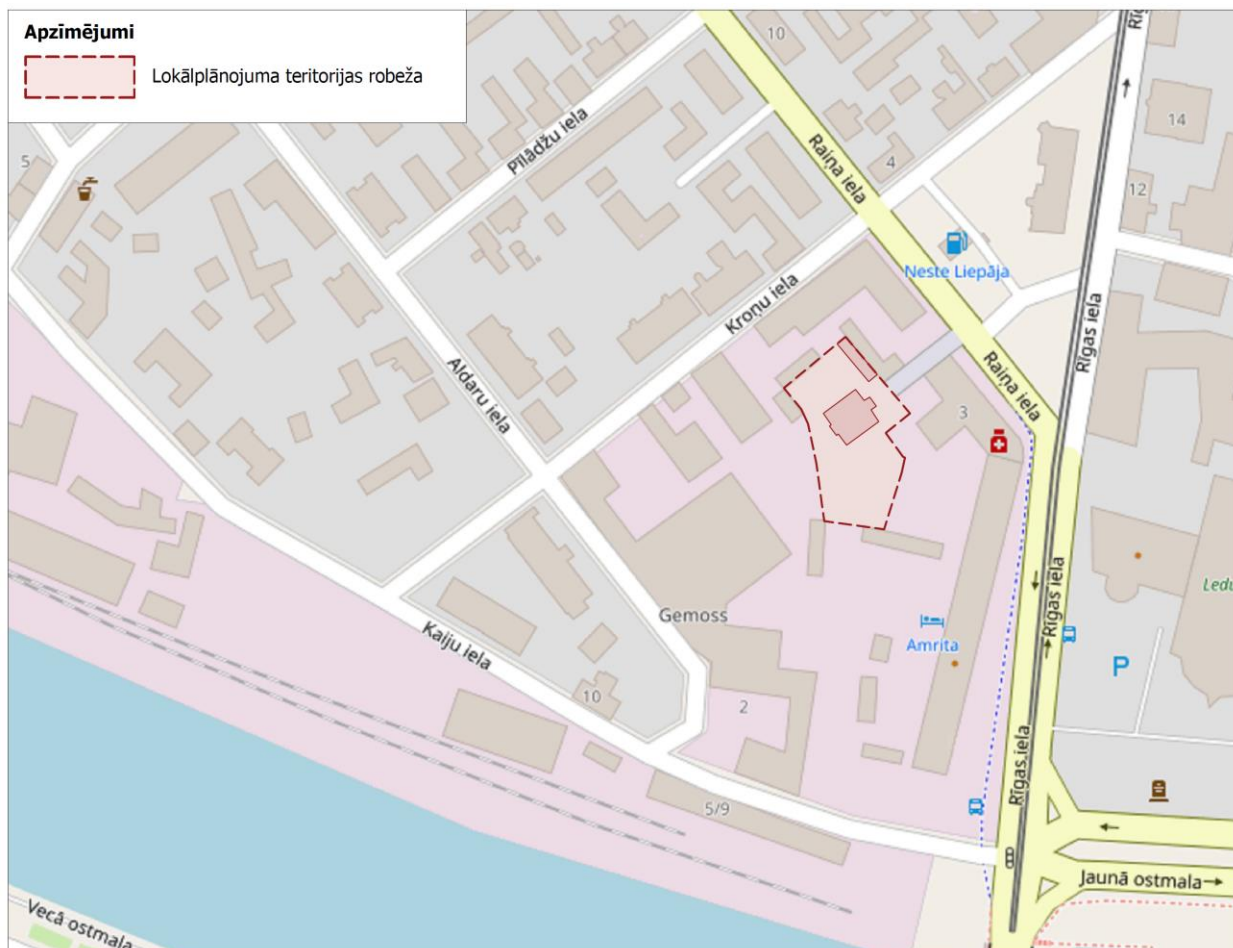 Apzīmējumi
Lokālplānojuma teritorijas robeža
10
Rīg
14
Pīlādžu iela
Raiņa iela
5
4
12
Neste Liepāja
Kroņu iela
Rīgas iela
Raiņa iela
Aldaru iela
3
Ledu
Rīgas iela
Gemoss
Amrita
P
Kaiju iela
10
2
Rīgas iela
5/9
Jaunā ostmala
Vecā ostmala